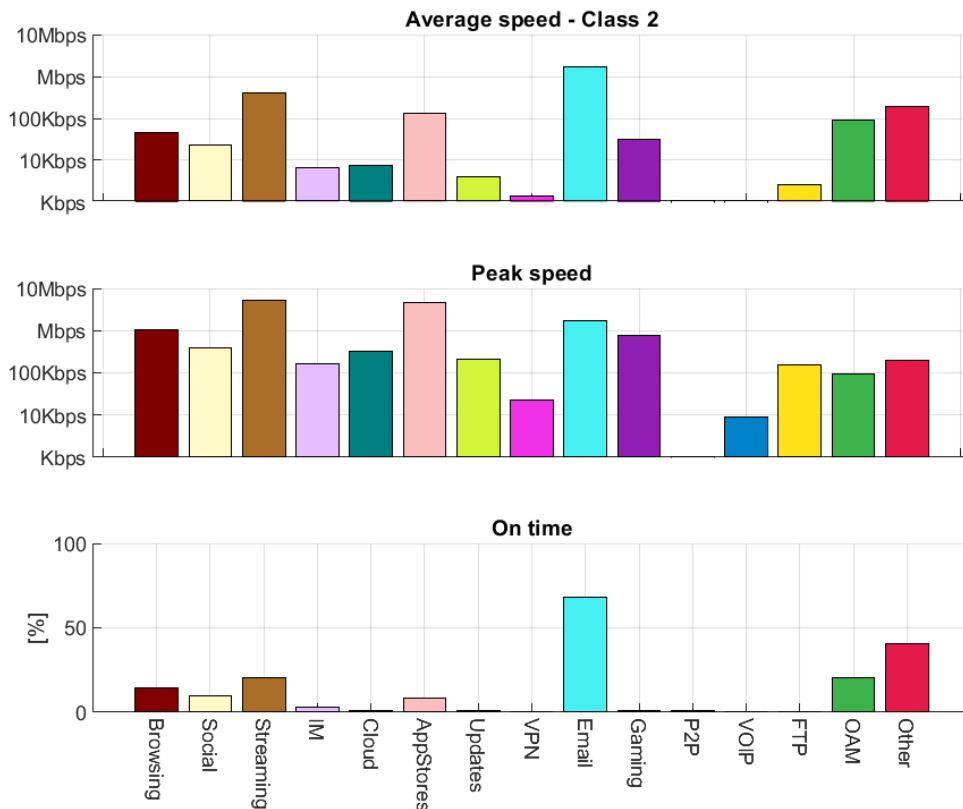 Average speed - Class 2
10Mbps
Mbps
100Kbps
10Kbps
Kbps
Peak speed
10Mbps
Mbps
100Kbps
10Kbps
Kbps
On time
100
50
0
[%]
Browsing
Social
Streaming
IM
Cloud
AppStores
Updates
VPN
Email
Gaming
P2P
VOIP
FTP
OAM
Other